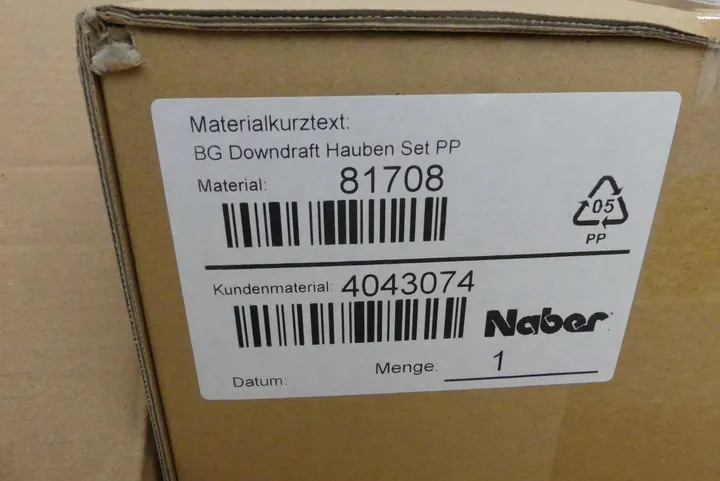 Materialkurztext:
BG Downdraft Hauben Set PP
Material: 81708
05
PP
Kundenmaterial: 4043074
Naber
Datum: Menge: 1